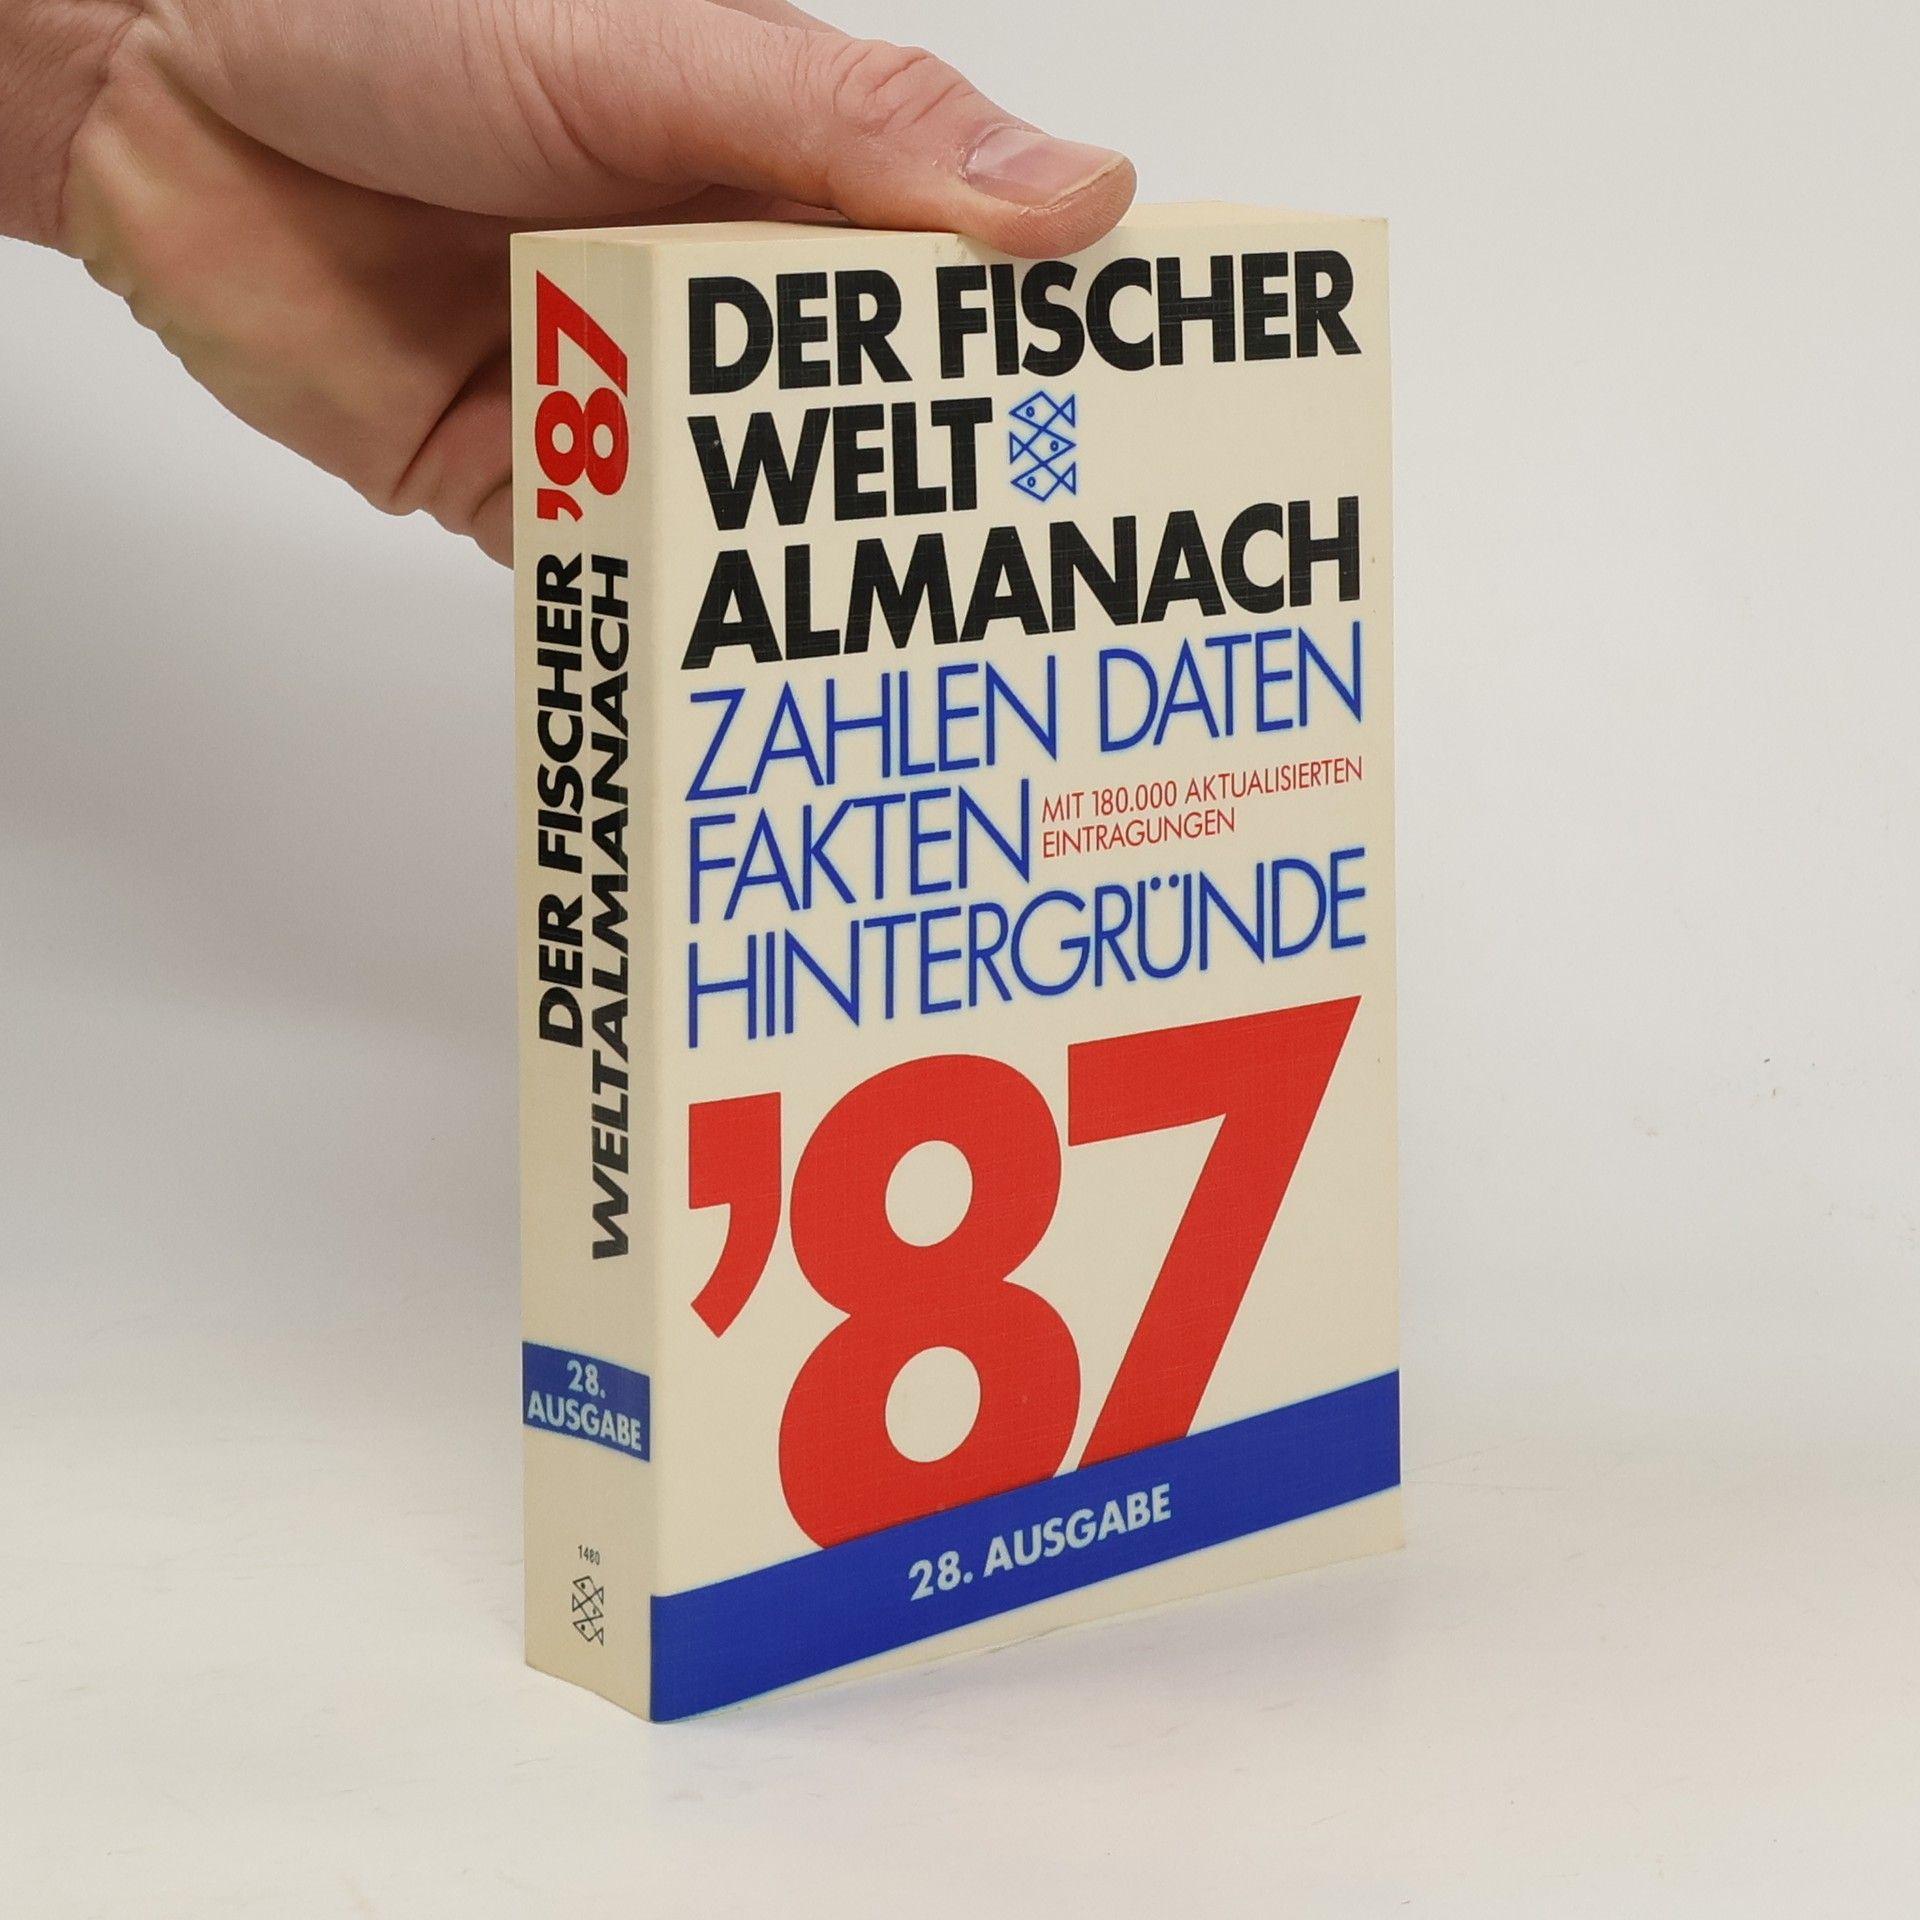 DER FISCHER
WELT
ALMANACH
ZAHLEN DATEN
FAKTEN
MIT 180.000 AKTUALISIERTEN
EINTRAGUNGEN
HINTERGRÜNDE
'87
28. AUSGABE
DER FISCHER '87
WELTALMANACH
28.
AUSGABE
1480